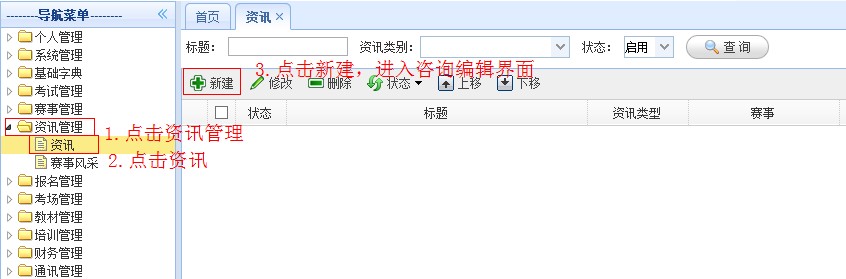 --------导航菜单--------
首页
资讯
个人管理
系统管理
基础字典
考试管理
赛事管理
资讯管理
资讯
赛事风采
报名管理
考场管理
教材管理
培训管理
财务管理
通讯管理
标题:
资讯类别:
状态: 启用
查询
新建
修改
删除
状态
上移
下移
状态
标题
资讯类型
赛事
1.点击资讯管理
2.点击资讯
3.点击新建，进入咨询编辑界面